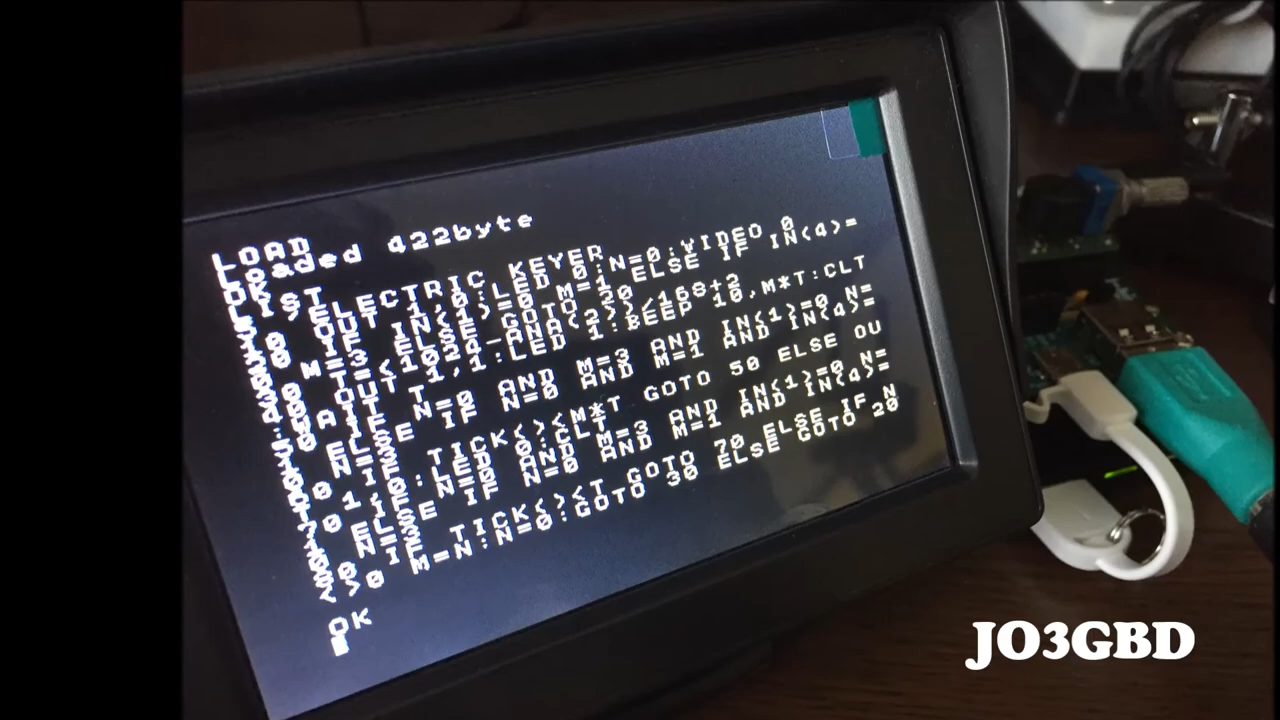 LOAD
Loaded 422byte
OK
LIST
5 ' ELECTRIC KEYER
10 OUT 1,0:LED 0:N=0:VIDEO 0
20 IF IN(1)=0 M=1 ELSE IF IN(4)=
0 M=3 ELSE GOTO 20
30 T=(1024-ANA(2))/168+2
40 OUT 1,1:LED 1:BEEP 10,M*T:CLT
50 IF N=0 AND M=3 AND IN(1)=0 N=
1 ELSE IF N=0 AND M=1 AND IN(4)=
0 N=3
60 IF TICK()<M*T GOTO 50 ELSE OU
T 1,0:LED 0:CLT
70 IF N=0 AND M=3 AND IN(1)=0 N=
1 ELSE IF N=0 AND M=1 AND IN(4)=
0 N=3
80 IF TICK()<T GOTO 70 ELSE IF N
<>0 M=N:N=0:GOTO 30 ELSE GOTO 20
OK
JO3GBD